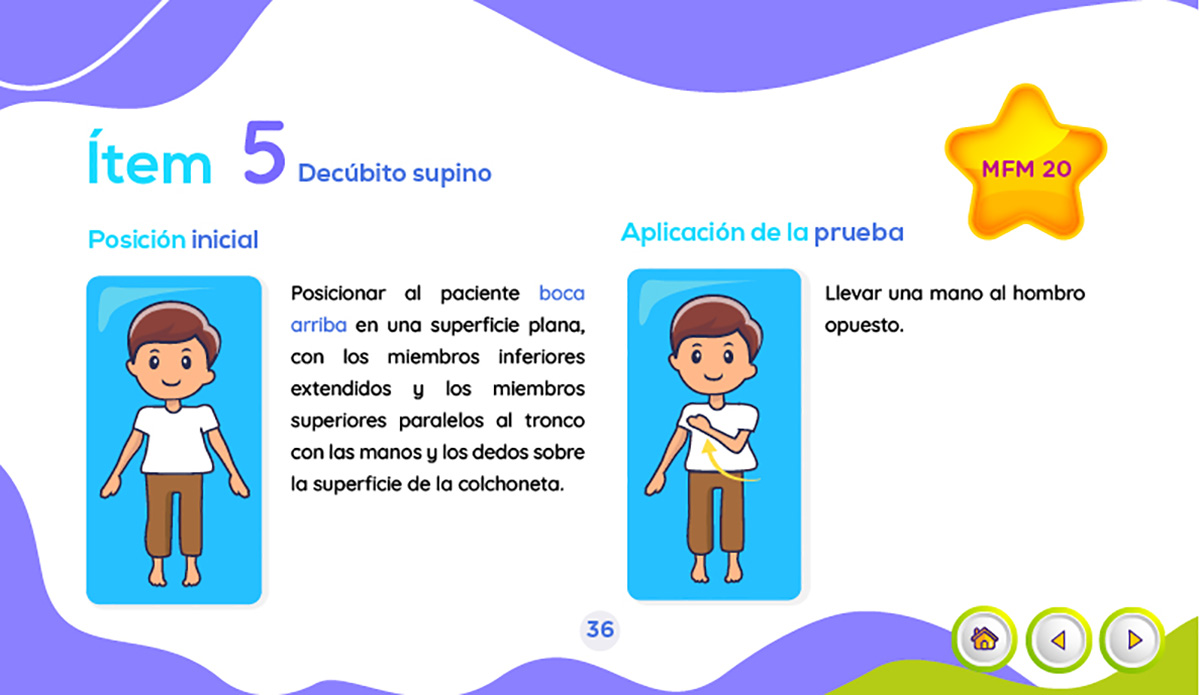 Ítem 5 Decúbito supino
MFM 20
Posición inicial
Posicionar al paciente boca
arriba en una superficie plana,
con los miembros inferiores
extendidos y los miembros
superiores paralelos al tronco
con las manos y los dedos sobre
la superficie de la colchoneta.
Aplicación de la prueba
Llevar una mano al hombro
opuesto.
36